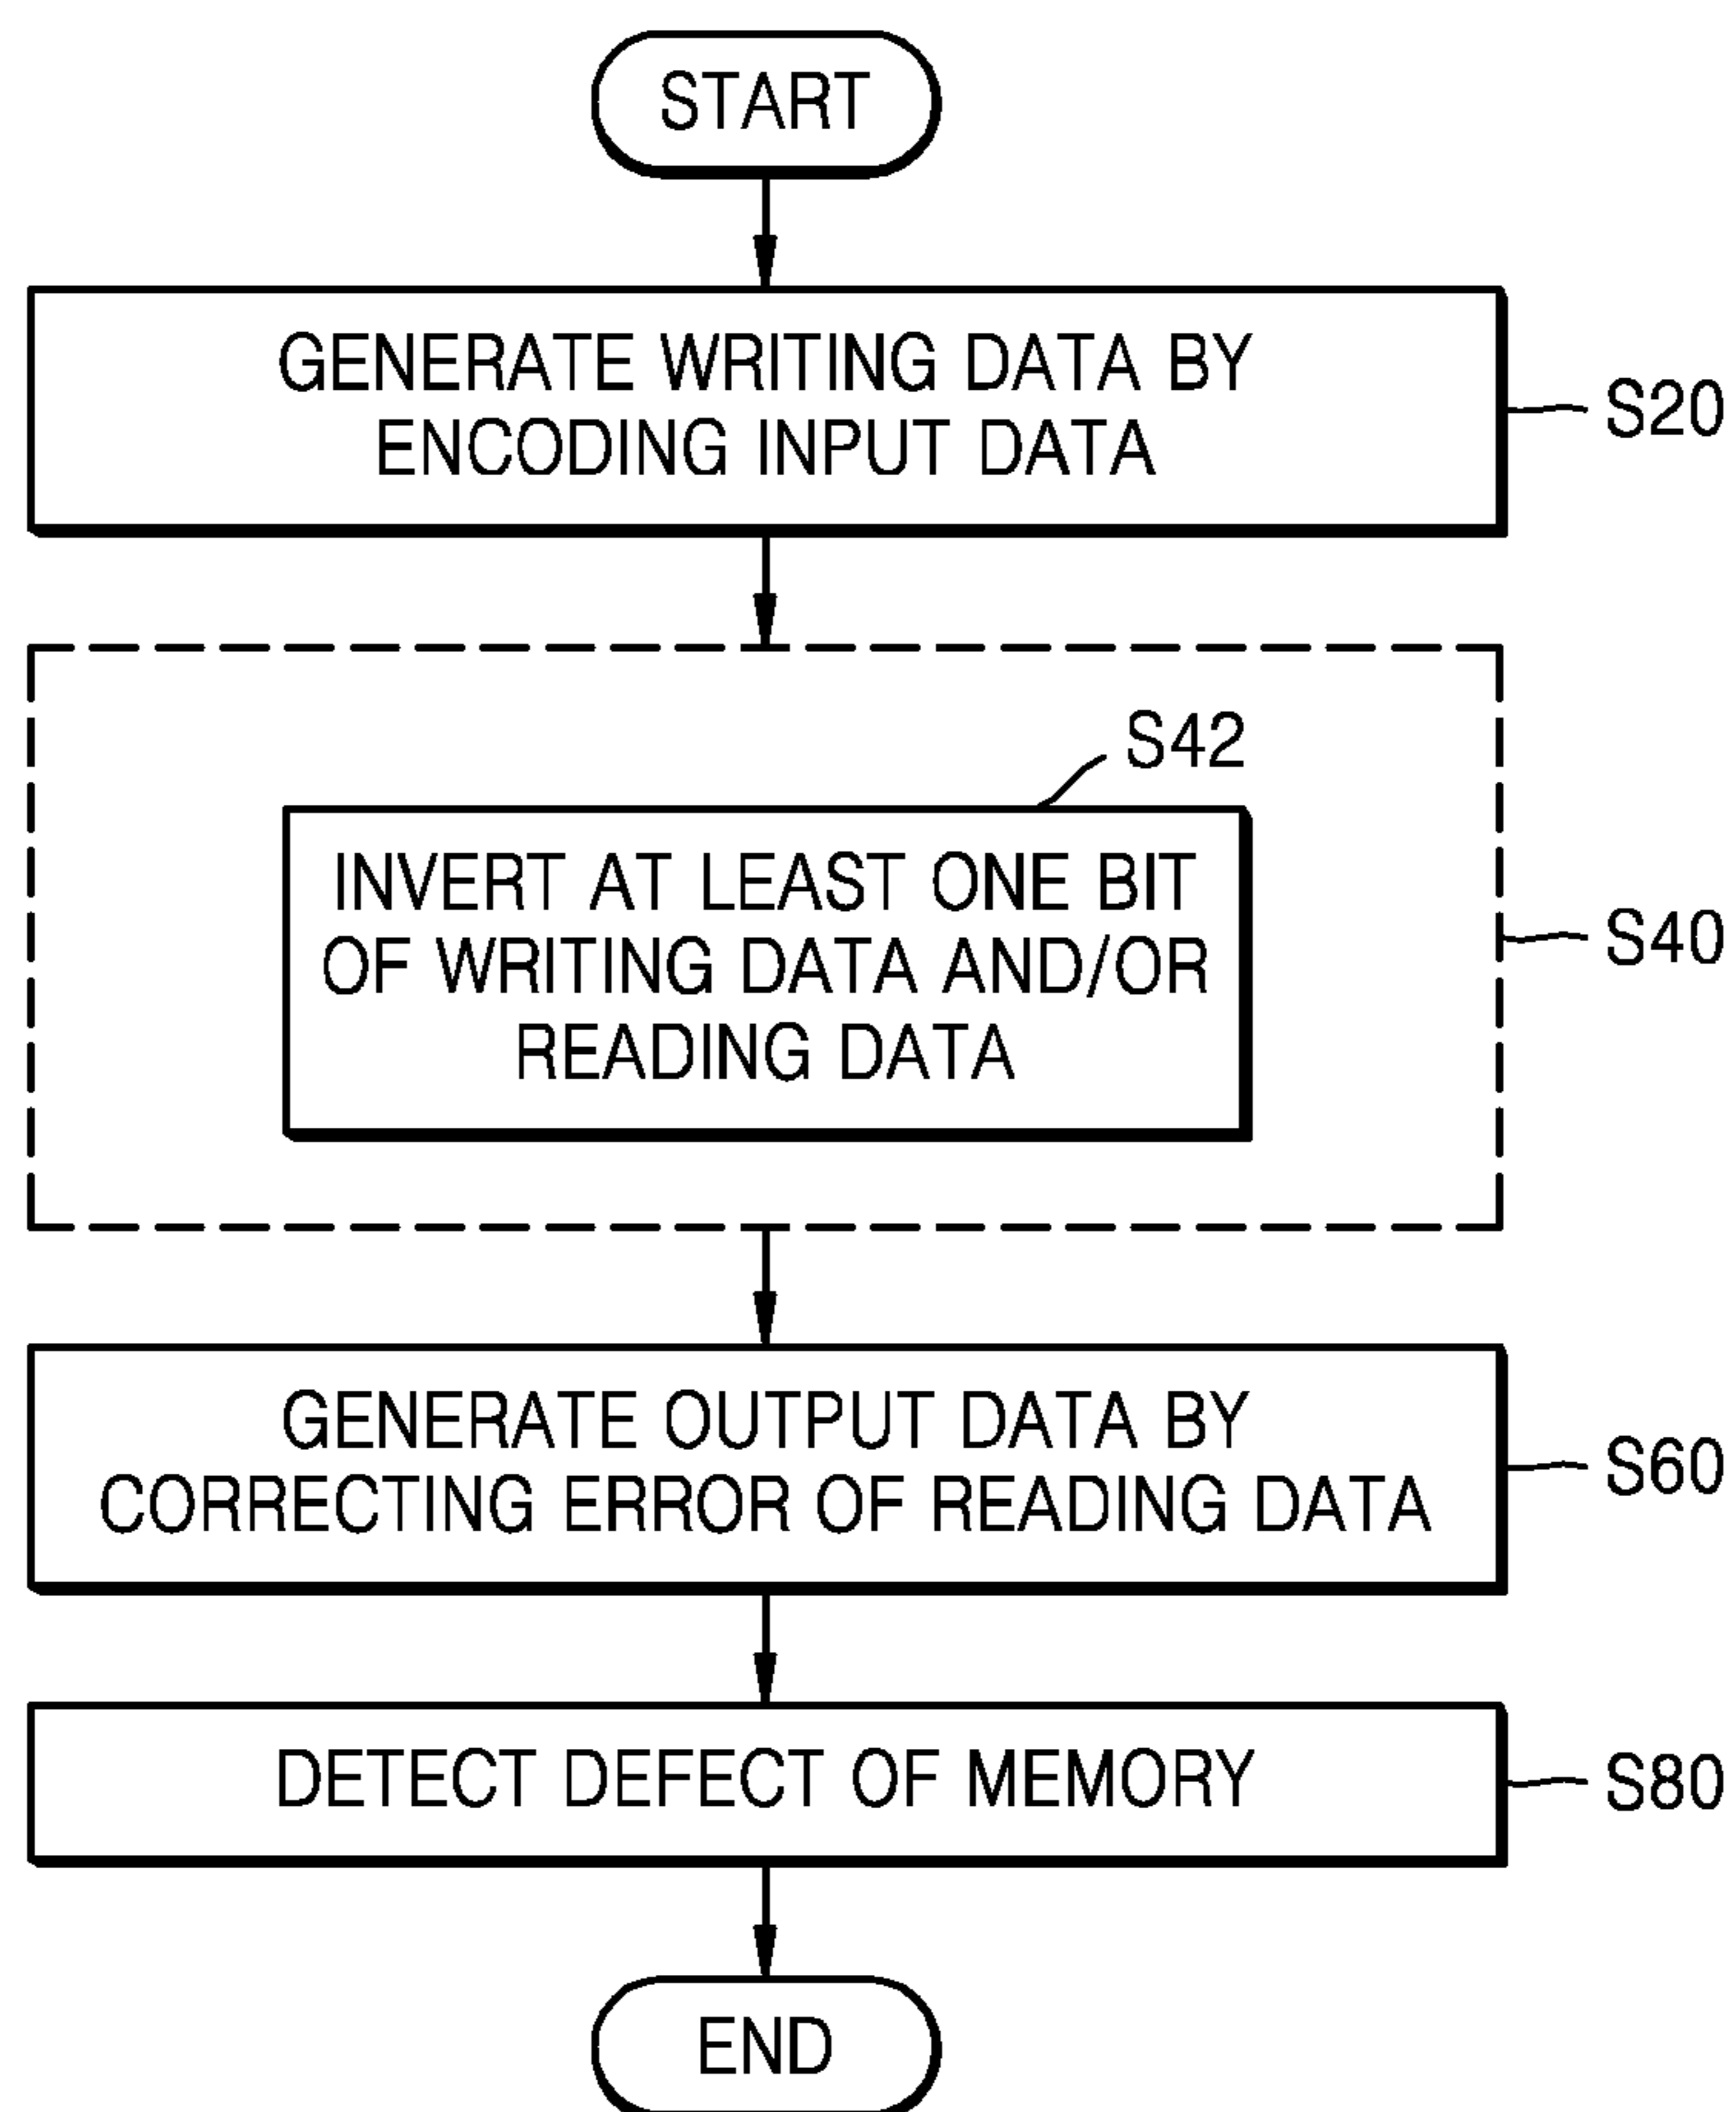 START
GENERATE WRITING DATA BY
ENCODING INPUT DATA
S20
S42
INVERT AT LEAST ONE BIT
OF WRITING DATA AND/OR
READING DATA
S40
GENERATE OUTPUT DATA BY
CORRECTING ERROR OF READING DATA
S60
DETECT DEFECT OF MEMORY
S80
END